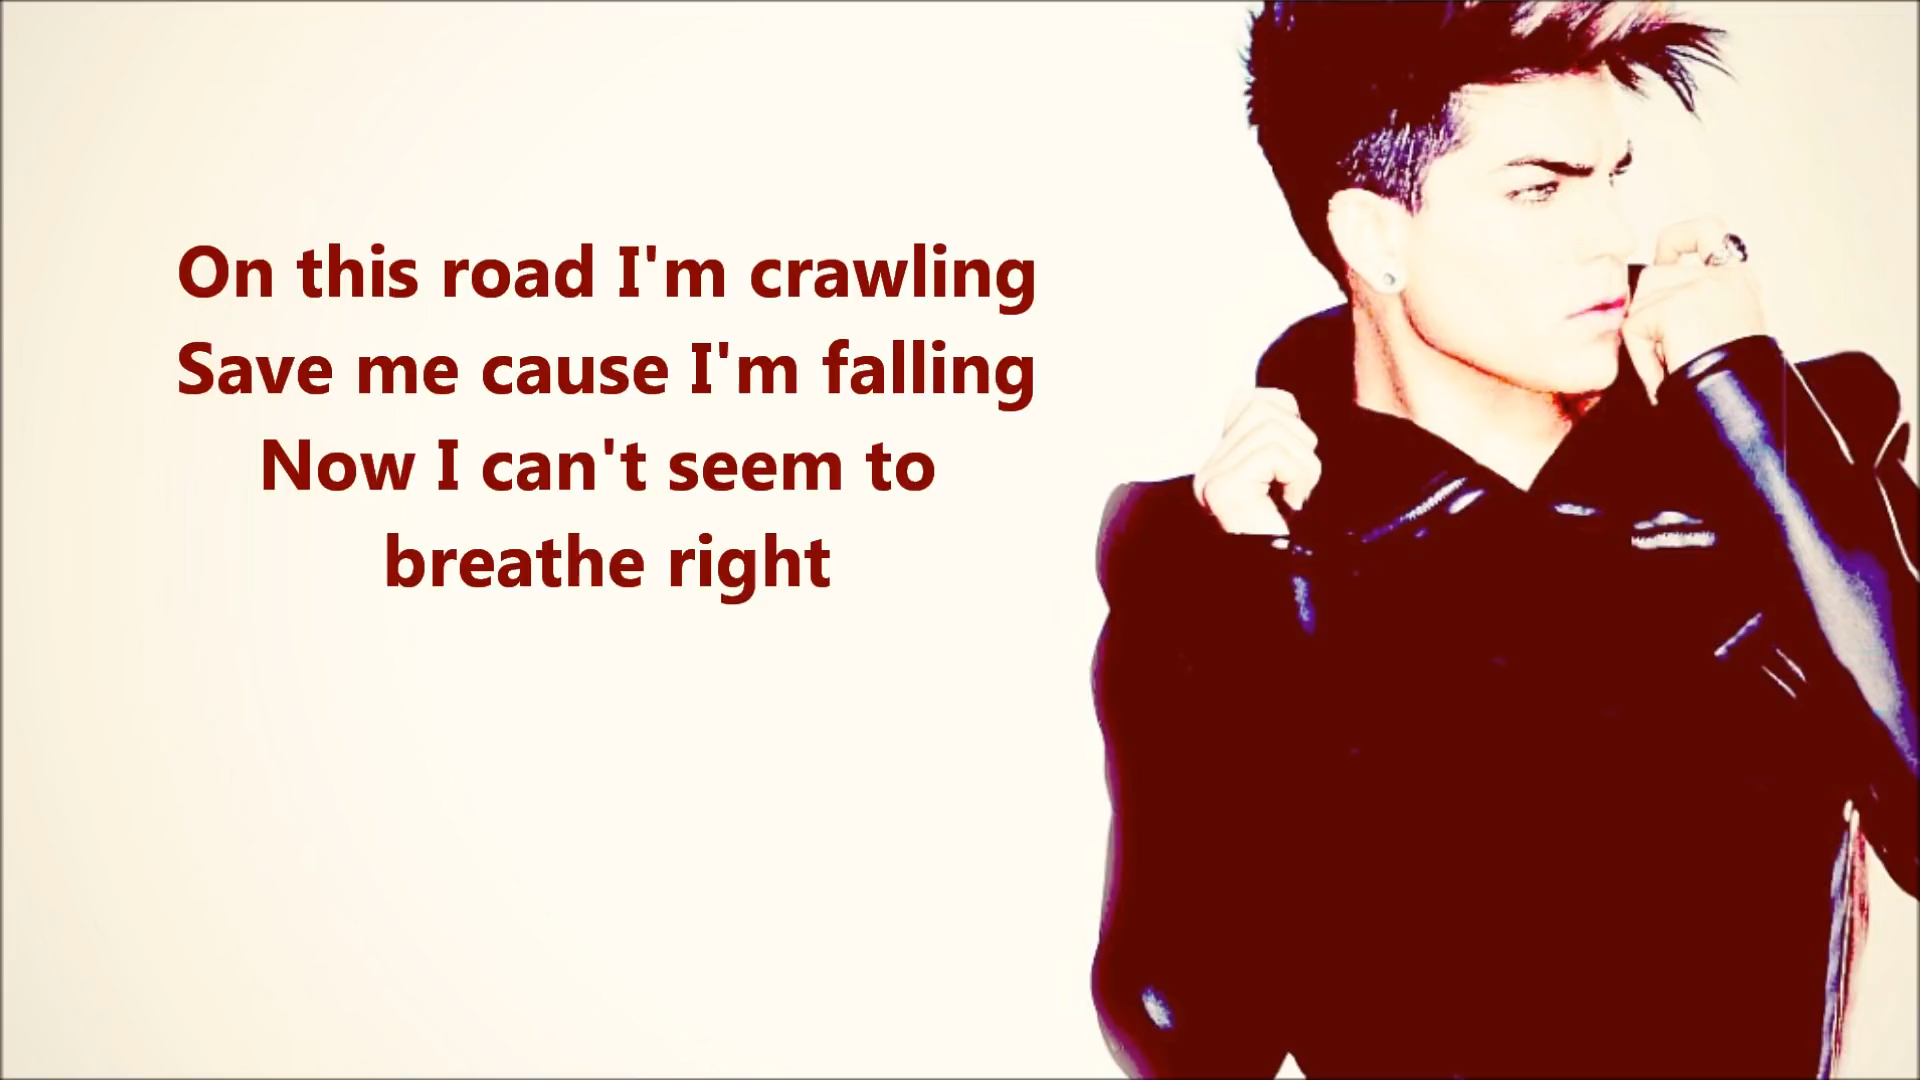 On this road I'm crawling
Save me cause I'm falling
Now I can't seem to
breathe right